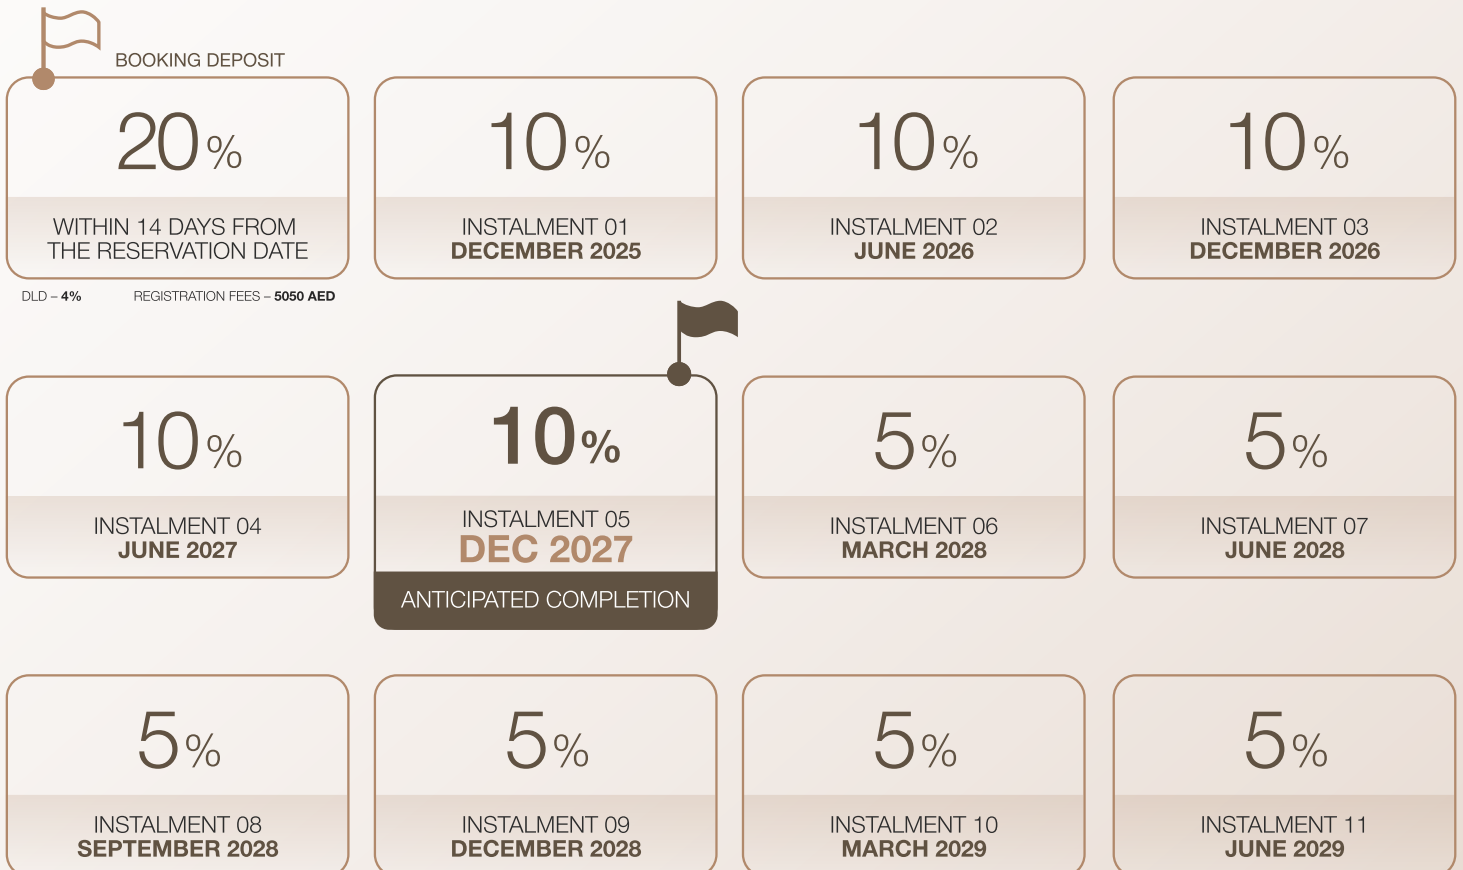 BOOKING DEPOSIT
20%
WITHIN 14 DAYS FROM
THE RESERVATION DATE
DLD – 4%
REGISTRATION FEES – 5050 AED
10%
INSTALMENT 01
DECEMBER 2025
10%
INSTALMENT 02
JUNE 2026
10%
INSTALMENT 03
DECEMBER 2026
10%
INSTALMENT 04
JUNE 2027
10%
INSTALMENT 05
DEC 2027
ANTICIPATED COMPLETION
5%
INSTALMENT 06
MARCH 2028
5%
INSTALMENT 07
JUNE 2028
5%
INSTALMENT 08
SEPTEMBER 2028
5%
INSTALMENT 09
DECEMBER 2028
5%
INSTALMENT 10
MARCH 2029
5%
INSTALMENT 11
JUNE 2029